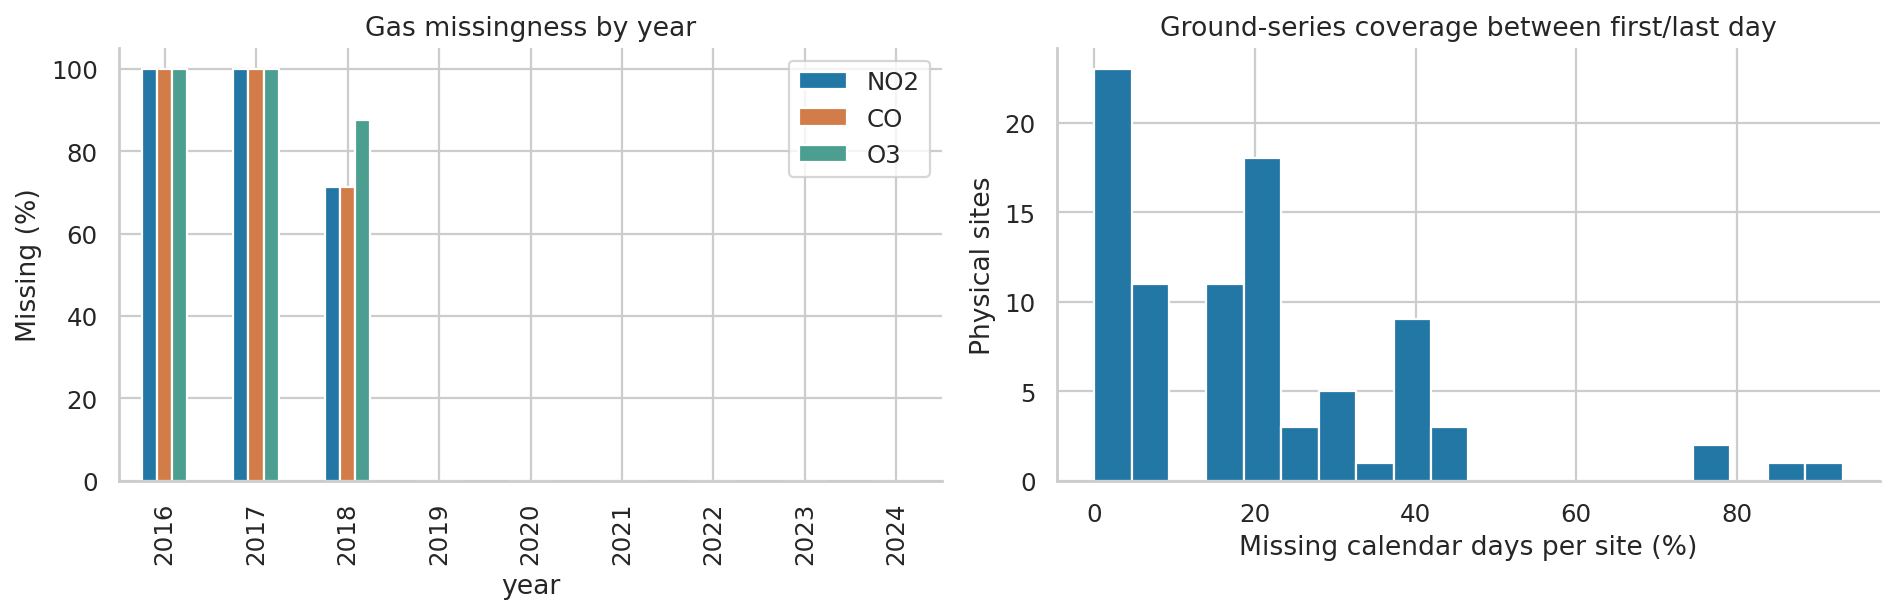 Gas missingness by year
Missing (%)
100
80
60
40
20
0
NO2
CO
O3
2016
2017
2018
2019
2020
2021
2022
2023
2024
year
Ground-series coverage between first/last day
Physical sites
20
15
10
5
0
0
20
40
60
80
Missing calendar days per site (%)